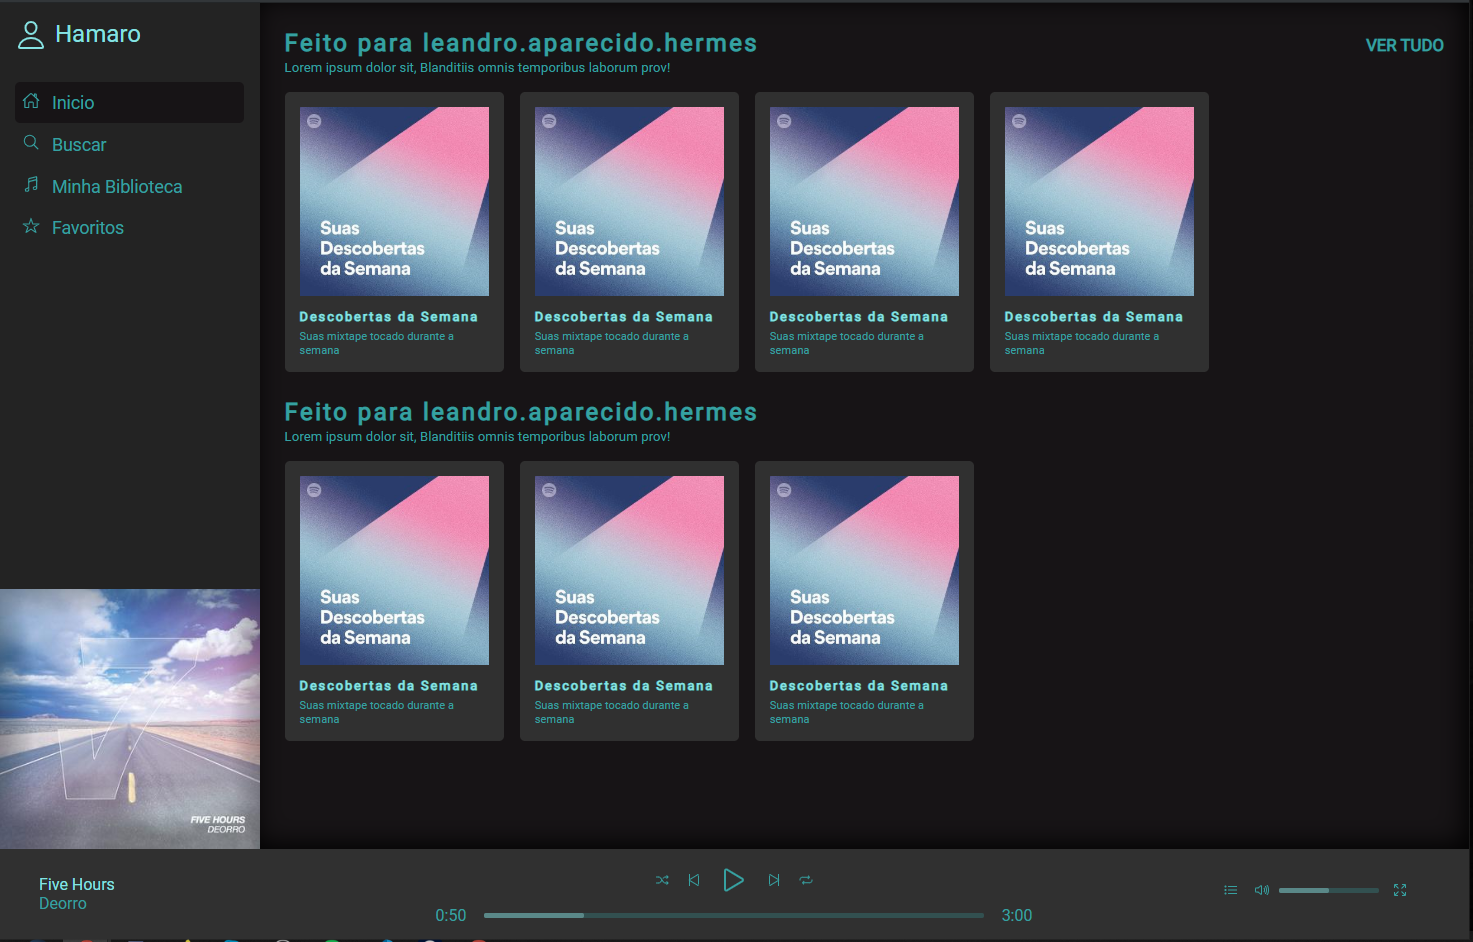 Hamaro
Inicio
Buscar
Minha Biblioteca
Favoritos
FIVE HOURS
DEORRO
Feito para leandro.aparecido.hermes
VER TUDO
Lorem ipsum dolor sit, Blanditiis omnis temporibus laborum prov!
Suas
Descobertas
da Semana
Descobertas da Semana
Suas mixtape tocado durante a
semana
Suas
Descobertas
da Semana
Descobertas da Semana
Suas mixtape tocado durante a
semana
Suas
Descobertas
da Semana
Descobertas da Semana
Suas mixtape tocado durante a
semana
Suas
Descobertas
da Semana
Descobertas da Semana
Suas mixtape tocado durante a
semana
Feito para leandro.aparecido.hermes
Lorem ipsum dolor sit, Blanditiis omnis temporibus laborum prov!
Suas
Descobertas
da Semana
Descobertas da Semana
Suas mixtape tocado durante a
semana
Suas
Descobertas
da Semana
Descobertas da Semana
Suas mixtape tocado durante a
semana
Suas
Descobertas
da Semana
Descobertas da Semana
Suas mixtape tocado durante a
semana
Five Hours
Deorro
0:50
3:00